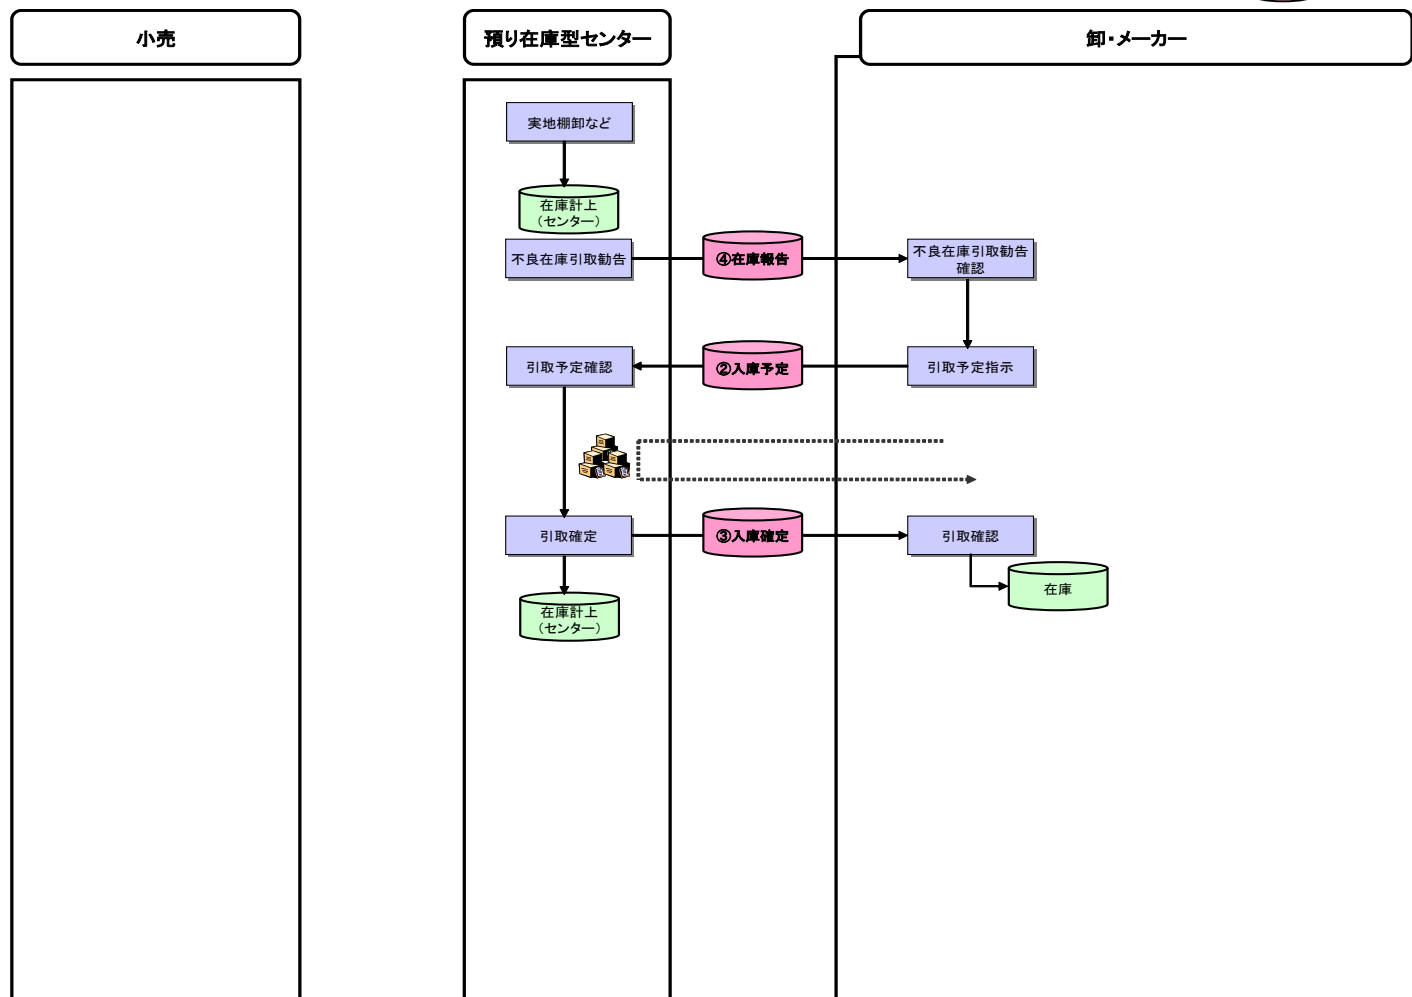 小売
預り在庫型センター
卸・メーカー
実地棚卸など
在庫計上
（センター）
不良在庫引取勧告
④在庫報告
不良在庫引取勧告
確認
引取予定確認
②入庫予定
引取予定指示
引取確定
③入庫確定
引取確認
在庫
在庫計上
（センター）